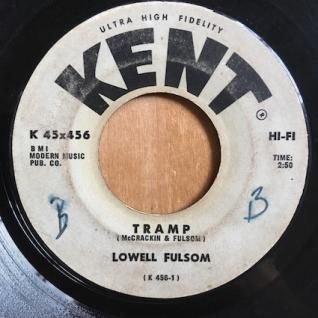 ULTRA HIGH FIDELITY
KENT
®
K 45x456
HI-FI
B M I
MODERN MUSIC
PUB. CO.
TIME:
2:50
B
B
TRAMP
(McCRACKIN & FULSOM)
LOWELL FULSOM
(K 456-1)